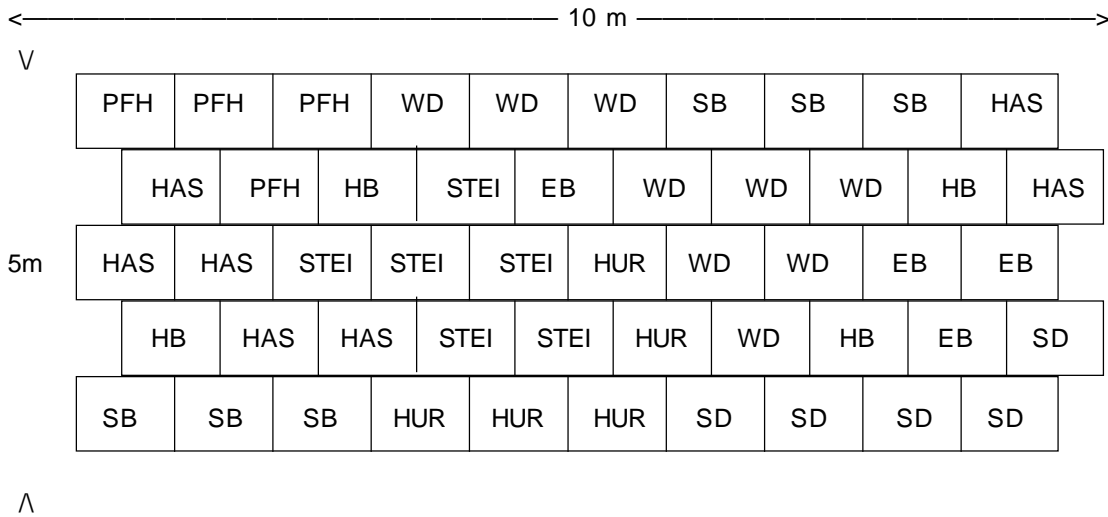 <—————————————— 10 m ——————————————>
\/
PFH PFH PFH WD WD WD SB SB SB HAS
HAS PFH HB STEI EB WD WD WD HB HAS
5m HAS HAS STEI STEI STEI HUR WD WD EB EB
HB HAS HAS STEI STEI HUR WD HB EB SD
SB SB SB HUR HUR HUR SD SD SD SD
/\